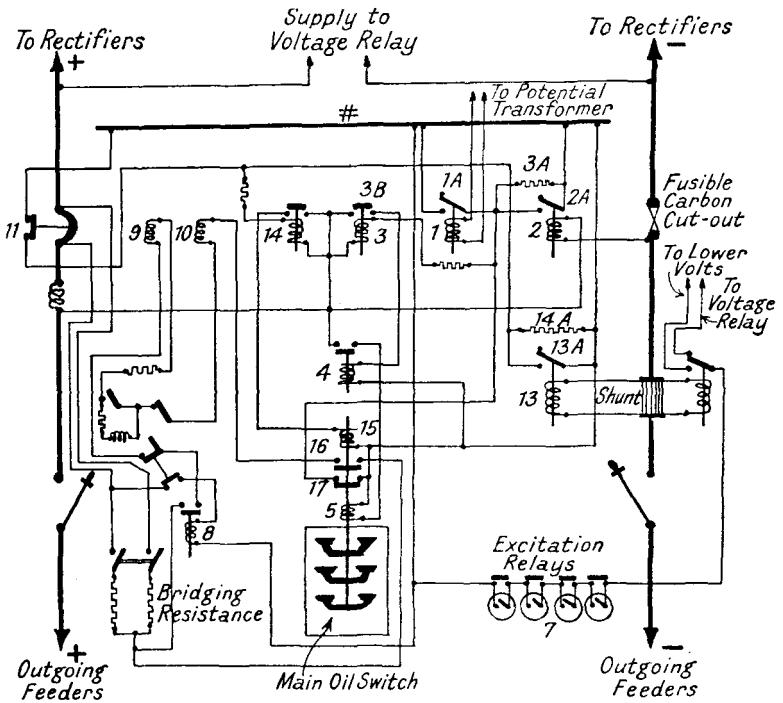 Supply to
Voltage Relay
To Rectifiers
+
To Rectifiers
−
To Potential
Transformer
#
3A
1A
2A
3B
Fusible
Carbon
Cut-out
11
9
10
14
3
1
2
To Lower
Volts
To
Voltage
Relay
14A
13A
4
13
Shunt
15
16
17
5
8
Excitation
Relays
7
Bridging
Resistance
+
Outgoing
Feeders
Main Oil Switch
−
Outgoing
Feeders